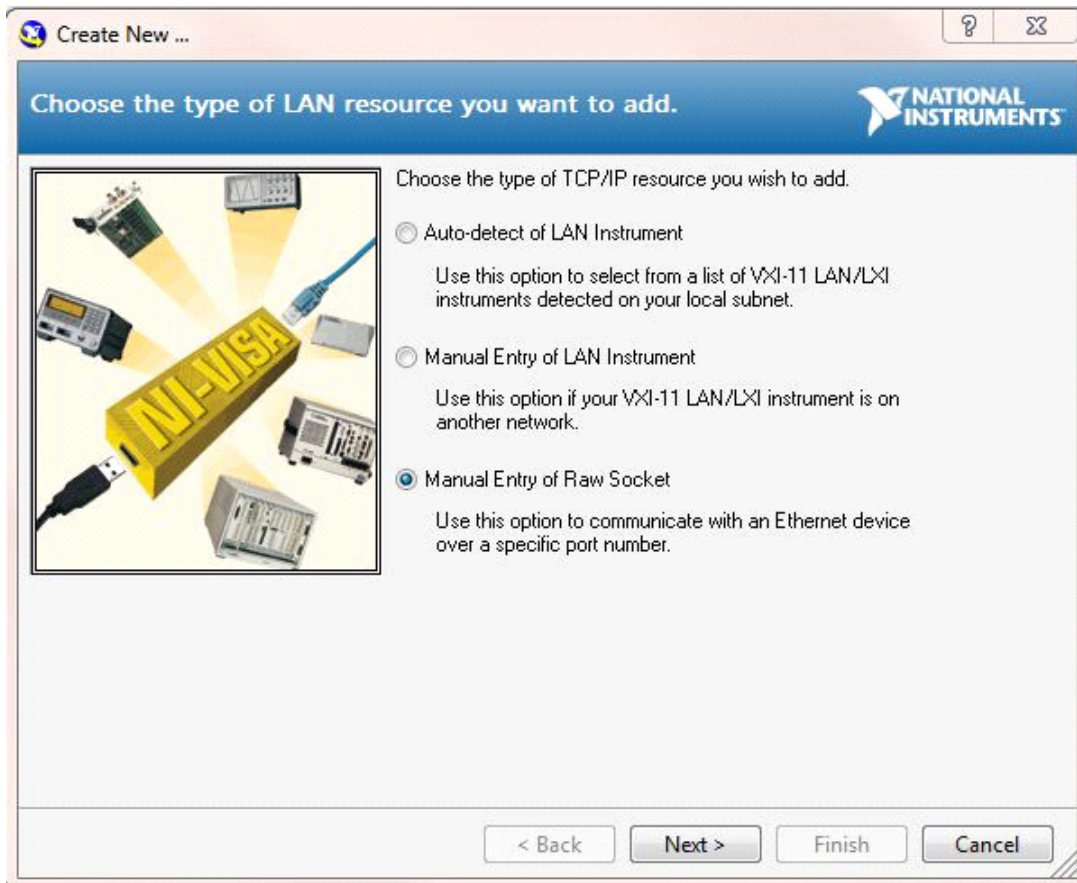 Create New ...
Choose the type of LAN resource you want to add.
NATIONAL
INSTRUMENTS
Choose the type of TCP/IP resource you wish to add.
Auto-detect of LAN Instrument
Use this option to select from a list of VXI-11 LAN/LXI
instruments detected on your local subnet.
Manual Entry of LAN Instrument
Use this option if your VXI-11 LAN/LXI instrument is on
another network.
Manual Entry of Raw Socket
Use this option to communicate with an Ethernet device
over a specific port number.
NI-VISA
< Back
Next >
Finish
Cancel